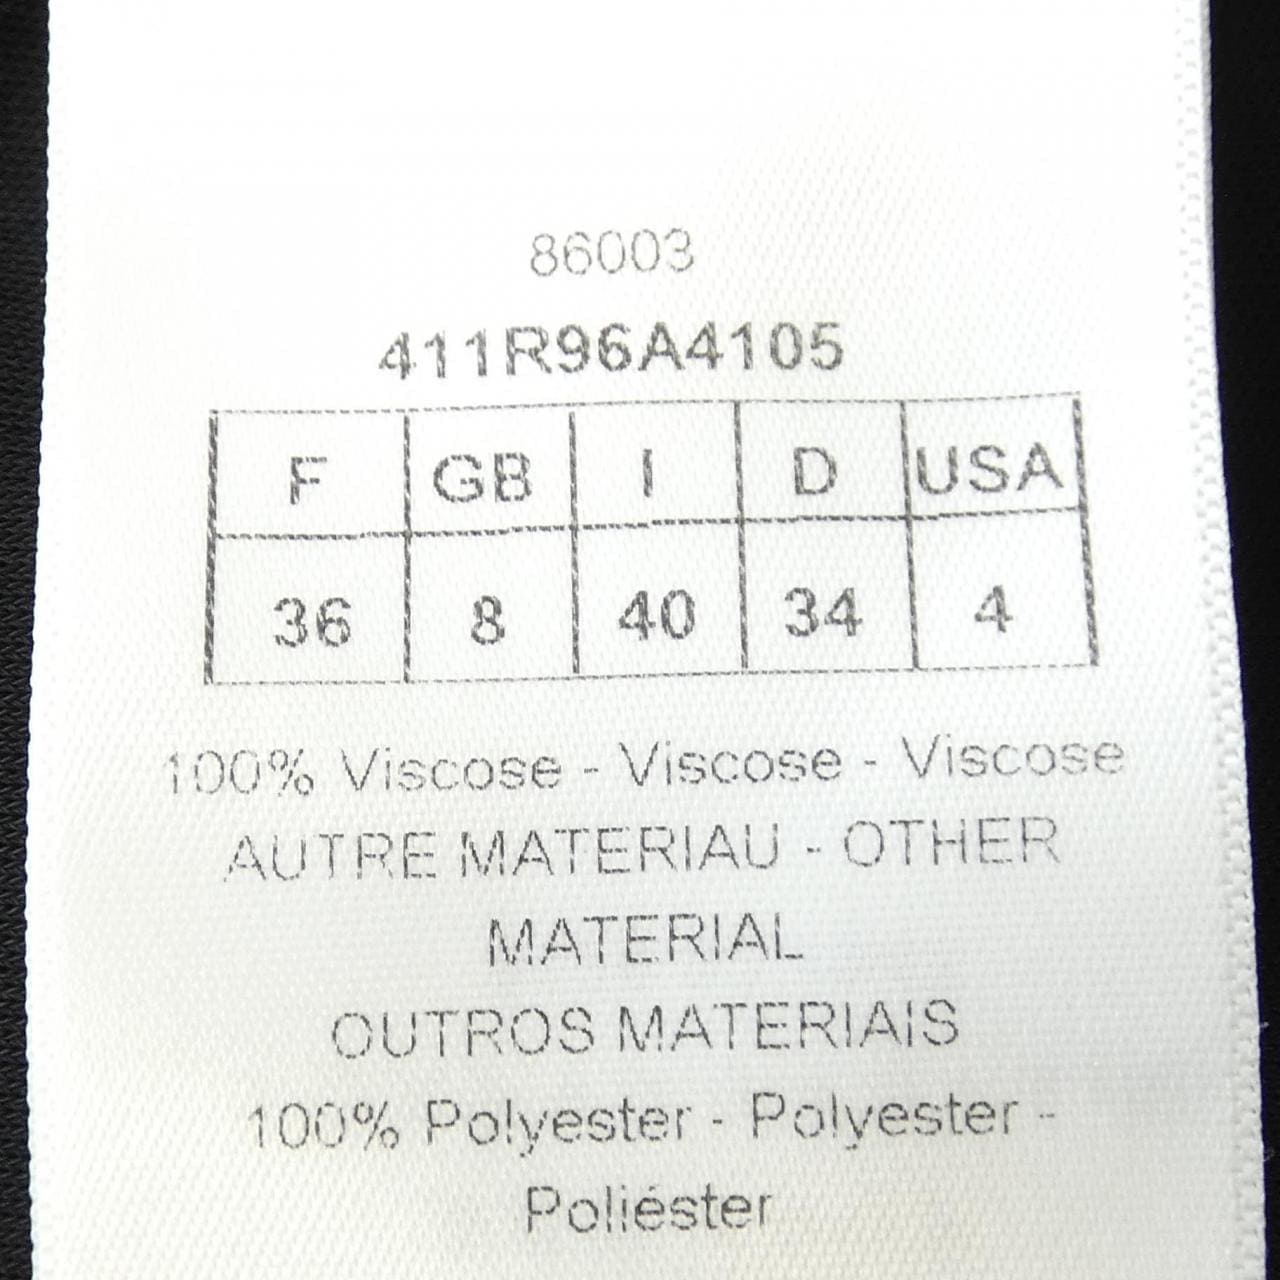 86003
411R96A4105
F GB I D USA
36 8 40 34 4
100% Viscose - Viscose - Viscose
AUTRE MATERIAU - OTHER
MATERIAL
OUTROS MATERIAIS
100% Polyester - Polyester -
Poliéster